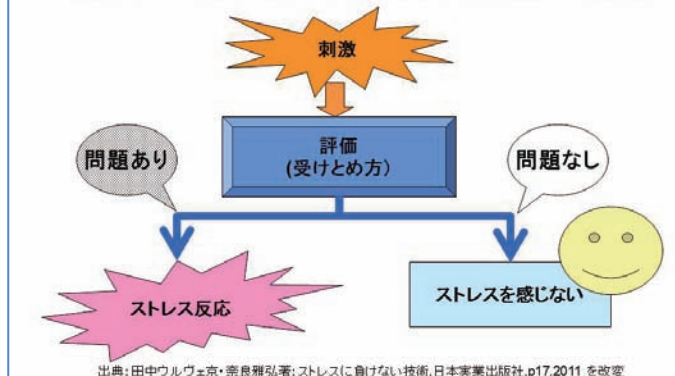 刺激
評価
(受けとめ方)
問題あり
問題なし
ストレス反応
ストレスを感じない
出典:田中ウルヴェ京・奈良雅弘著:ストレスに負けない技術,日本実業出版社,p17,2011 を改変